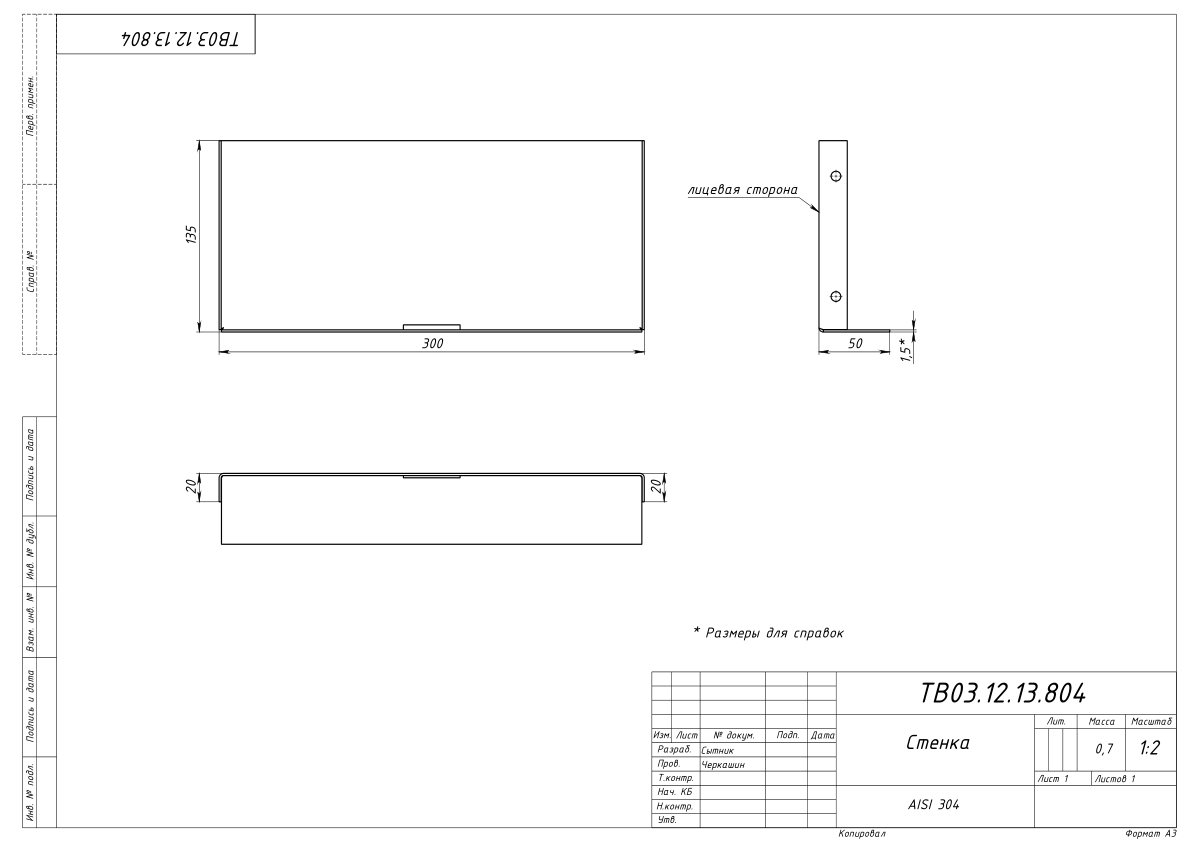 ТВ03.12.13.804
Перв. примен.
Справ. №
135
300
лицевая сторона
50
1,5*
20
20
Подпись и дата
Инв. № дубл.
Взам. инв. №
Подпись и дата
Инв. № подл.
* Размеры для справок
ТВ03.12.13.804
Изм. Лист № докум. Подп. Дата
Разраб. Сытник
Пров. Черкашин
Т.контр.
Нач. КБ
Н.контр.
Утв.
Стенка
Лит. Масса Масштаб
0,7 1:2
Лист 1 Листов 1
AISI 304
Копировал Формат А3